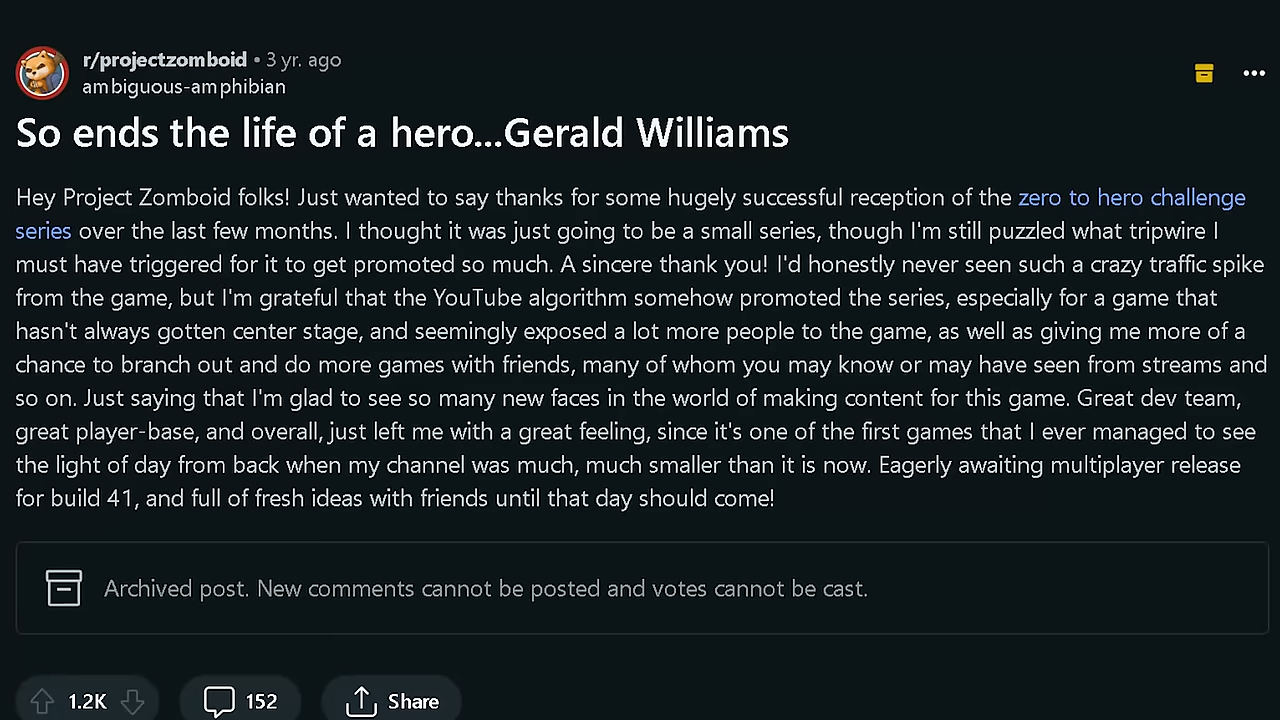 r/projectzomboid • 3 yr. ago
ambiguous-amphibian
So ends the life of a hero...Gerald Williams
Hey Project Zomboid folks! Just wanted to say thanks for some hugely successful reception of the zero to hero challenge
series over the last few months. I thought it was just going to be a small series, though I'm still puzzled what tripwire I
must have triggered for it to get promoted so much. A sincere thank you! I'd honestly never seen such a crazy traffic spike
from the game, but I'm grateful that the YouTube algorithm somehow promoted the series, especially for a game that
hasn't always gotten center stage, and seemingly exposed a lot more people to the game, as well as giving me more of a
chance to branch out and do more games with friends, many of whom you may know or may have seen from streams and
so on. Just saying that I'm glad to see so many new faces in the world of making content for this game. Great dev team,
great player-base, and overall, just left me with a great feeling, since it's one of the first games that I ever managed to see
the light of day from back when my channel was much, much smaller than it is now. Eagerly awaiting multiplayer release
for build 41, and full of fresh ideas with friends until that day should come!
Archived post. New comments cannot be posted and votes cannot be cast.
1.2K 152 Share